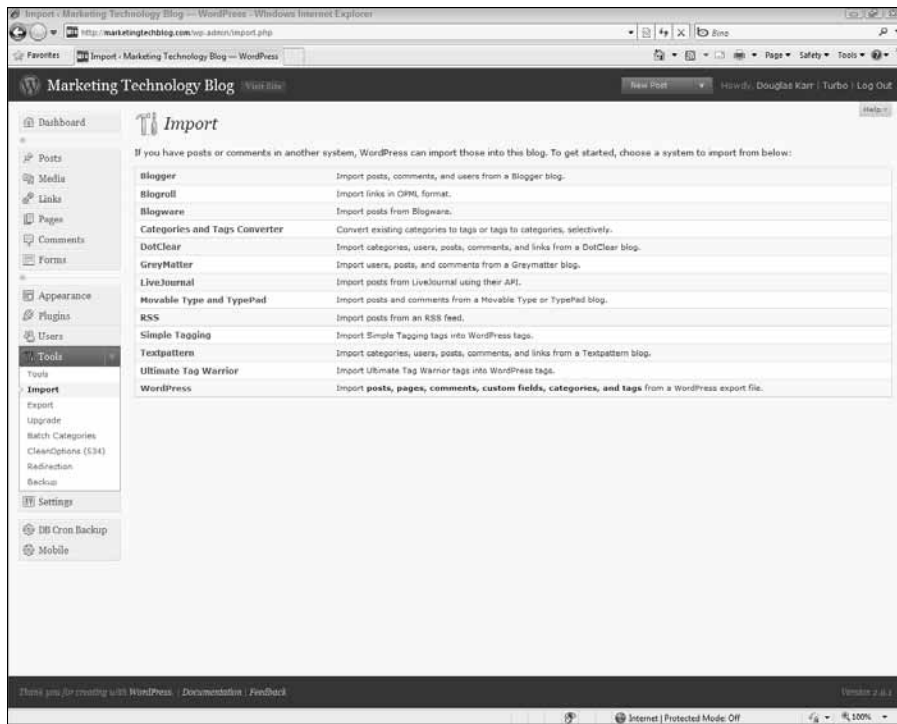 Import ‹ Marketing Technology Blog — WordPress - Windows Internet Explorer
http://marketingtechblog.com/wp-admin/import.php
Bing
Favorites
Import ‹ Marketing Technology Blog — WordPress
Page
Safety
Tools
Marketing Technology Blog
Visit Site
New Post
Howdy, Douglas Karr | Turbo | Log Out
Help
Dashboard
Posts
Media
Links
Pages
Comments
Forms
Appearance
Plugins
Users
Tools
Tools
Import
Export
Upgrade
Batch Categories
CleanOptions (534)
Redirection
Backup
Settings
DB Cron Backup
Mobile
Import
If you have posts or comments in another system, WordPress can import those into this blog. To get started, choose a system to import from below:
Blogger Import posts, comments, and users from a Blogger blog.
Blogroll Import links in OPML format.
Blogware Import posts from Blogware.
Categories and Tags Converter Convert existing categories to tags or tags to categories, selectively.
DotClear Import categories, users, posts, comments, and links from a DotClear blog.
GreyMatter Import users, posts, and comments from a Greymatter blog.
LiveJournal Import posts from LiveJournal using their API.
Movable Type and TypePad Import posts and comments from a Movable Type or TypePad blog.
RSS Import posts from an RSS feed.
Simple Tagging Import Simple Tagging tags into WordPress tags.
Textpattern Import categories, users, posts, comments, and links from a Textpattern blog.
Ultimate Tag Warrior Import Ultimate Tag Warrior tags into WordPress tags.
WordPress Import posts, pages, comments, custom fields, categories, and tags from a WordPress export file.
Thank you for creating with WordPress. | Documentation | Feedback
Version
Internet | Protected Mode: Off
100%